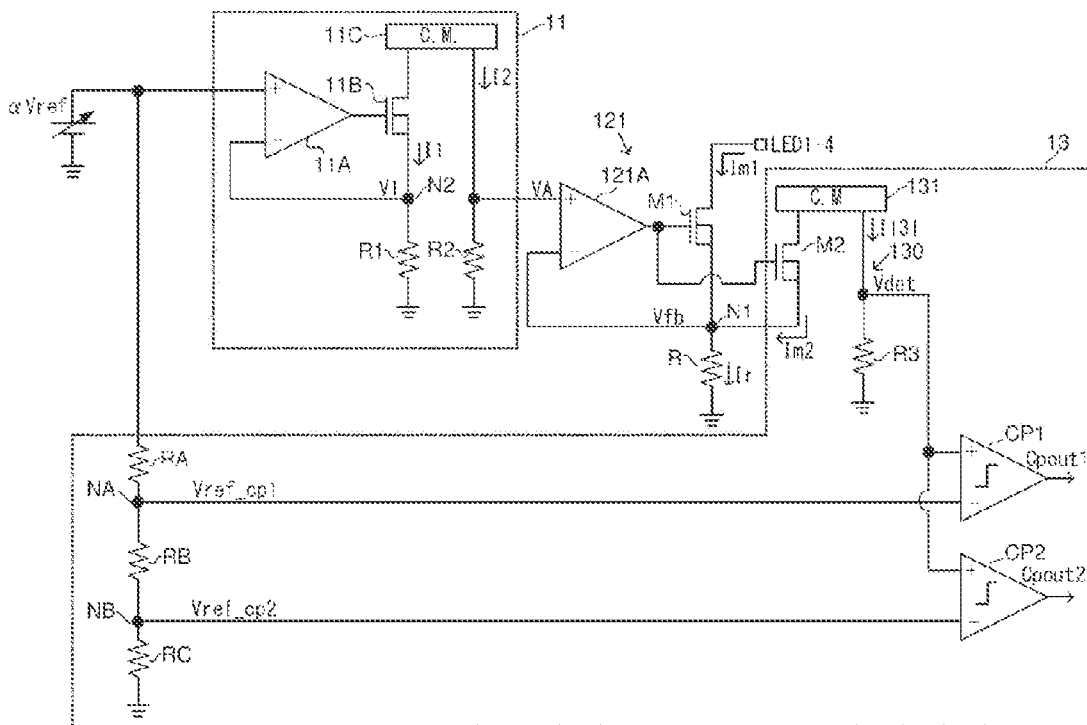 11
11C
C. M.
I2
11B
αVref
11A
I1
V1
N2
R1
R2
VA
121
121A
LED1-4
Im1
M1
13
131
C. M
M2
I131
130
Vdet
Vfb
N1
Im2
R
Ir
R3
RA
NA
Vref_cp1
CP1
Cpout1
RB
NB
Vref_cp2
CP2
Cpout2
RC